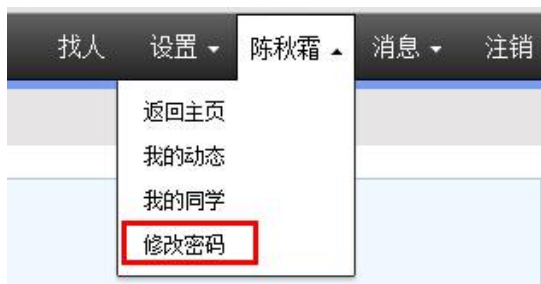 找人 设置 陈秋霜 消息 注销
返回主页
我的动态
我的同学
修改密码